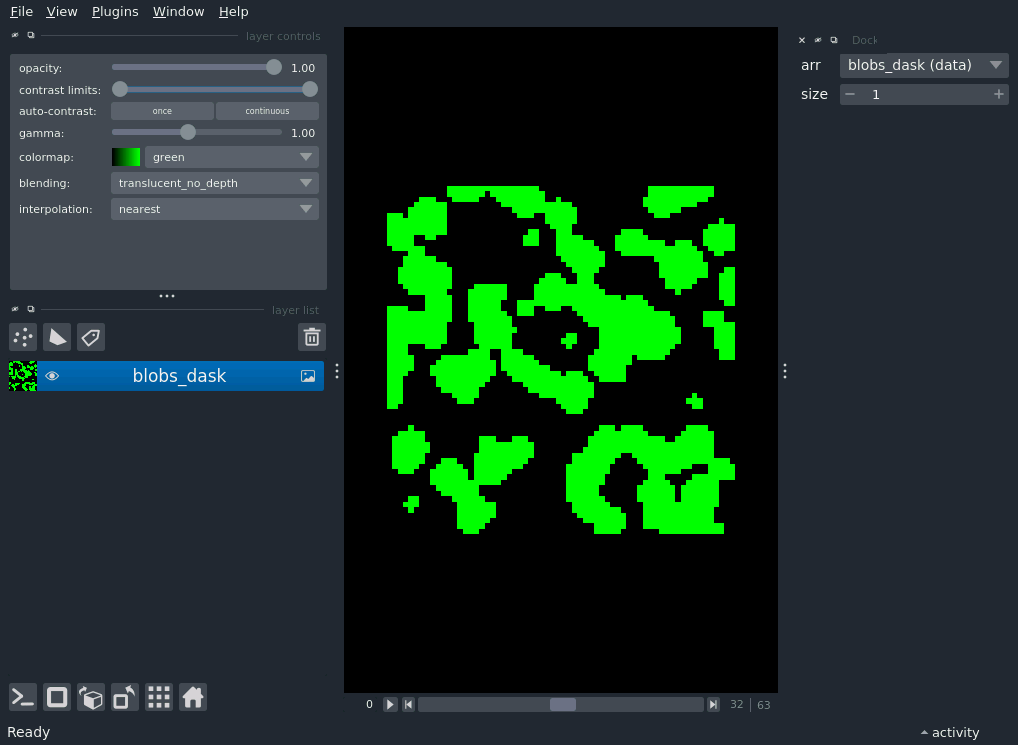 File View Plugins Window Help
layer controls
opacity: 1.00
contrast limits:
auto-contrast: once continuous
gamma: 1.00
colormap: green
blending: translucent_no_depth
interpolation: nearest
layer list
blobs_dask
0 32 63
Ready
Dock
arr blobs_dask (data)
size 1
activity